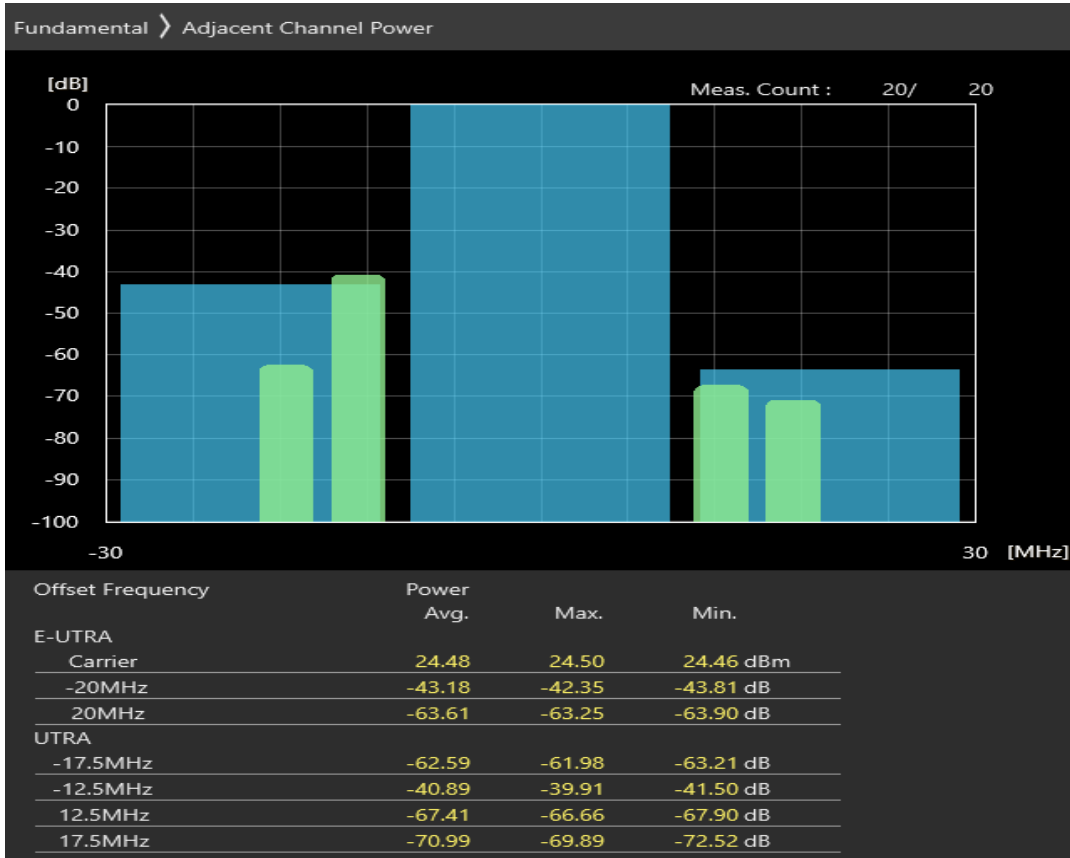 Fundamental 〉 Adjacent Channel Power
[dB]
Meas. Count : 20/ 20
0
-10
-20
-30
-40
-50
-60
-70
-80
-90
-100
-30 30 [MHz]
Offset Frequency Power
Avg. Max. Min.
E-UTRA
Carrier 24.48 24.50 24.46 dBm
-20MHz -43.18 -42.35 -43.81 dB
20MHz -63.61 -63.25 -63.90 dB
UTRA
-17.5MHz -62.59 -61.98 -63.21 dB
-12.5MHz -40.89 -39.91 -41.50 dB
12.5MHz -67.41 -66.66 -67.90 dB
17.5MHz -70.99 -69.89 -72.52 dB